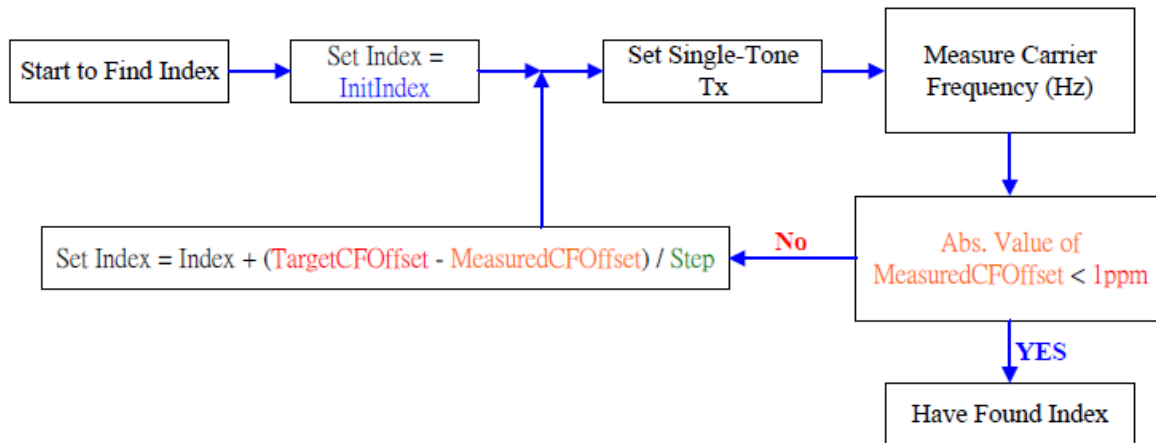 Start to Find Index
Set Index =
InitIndex
Set Single-Tone
Tx
Measure Carrier
Frequency (Hz)
Abs. Value of
MeasuredCFOffset < 1ppm
No
Set Index = Index + (TargetCFOffset - MeasuredCFOffset) / Step
YES
Have Found Index